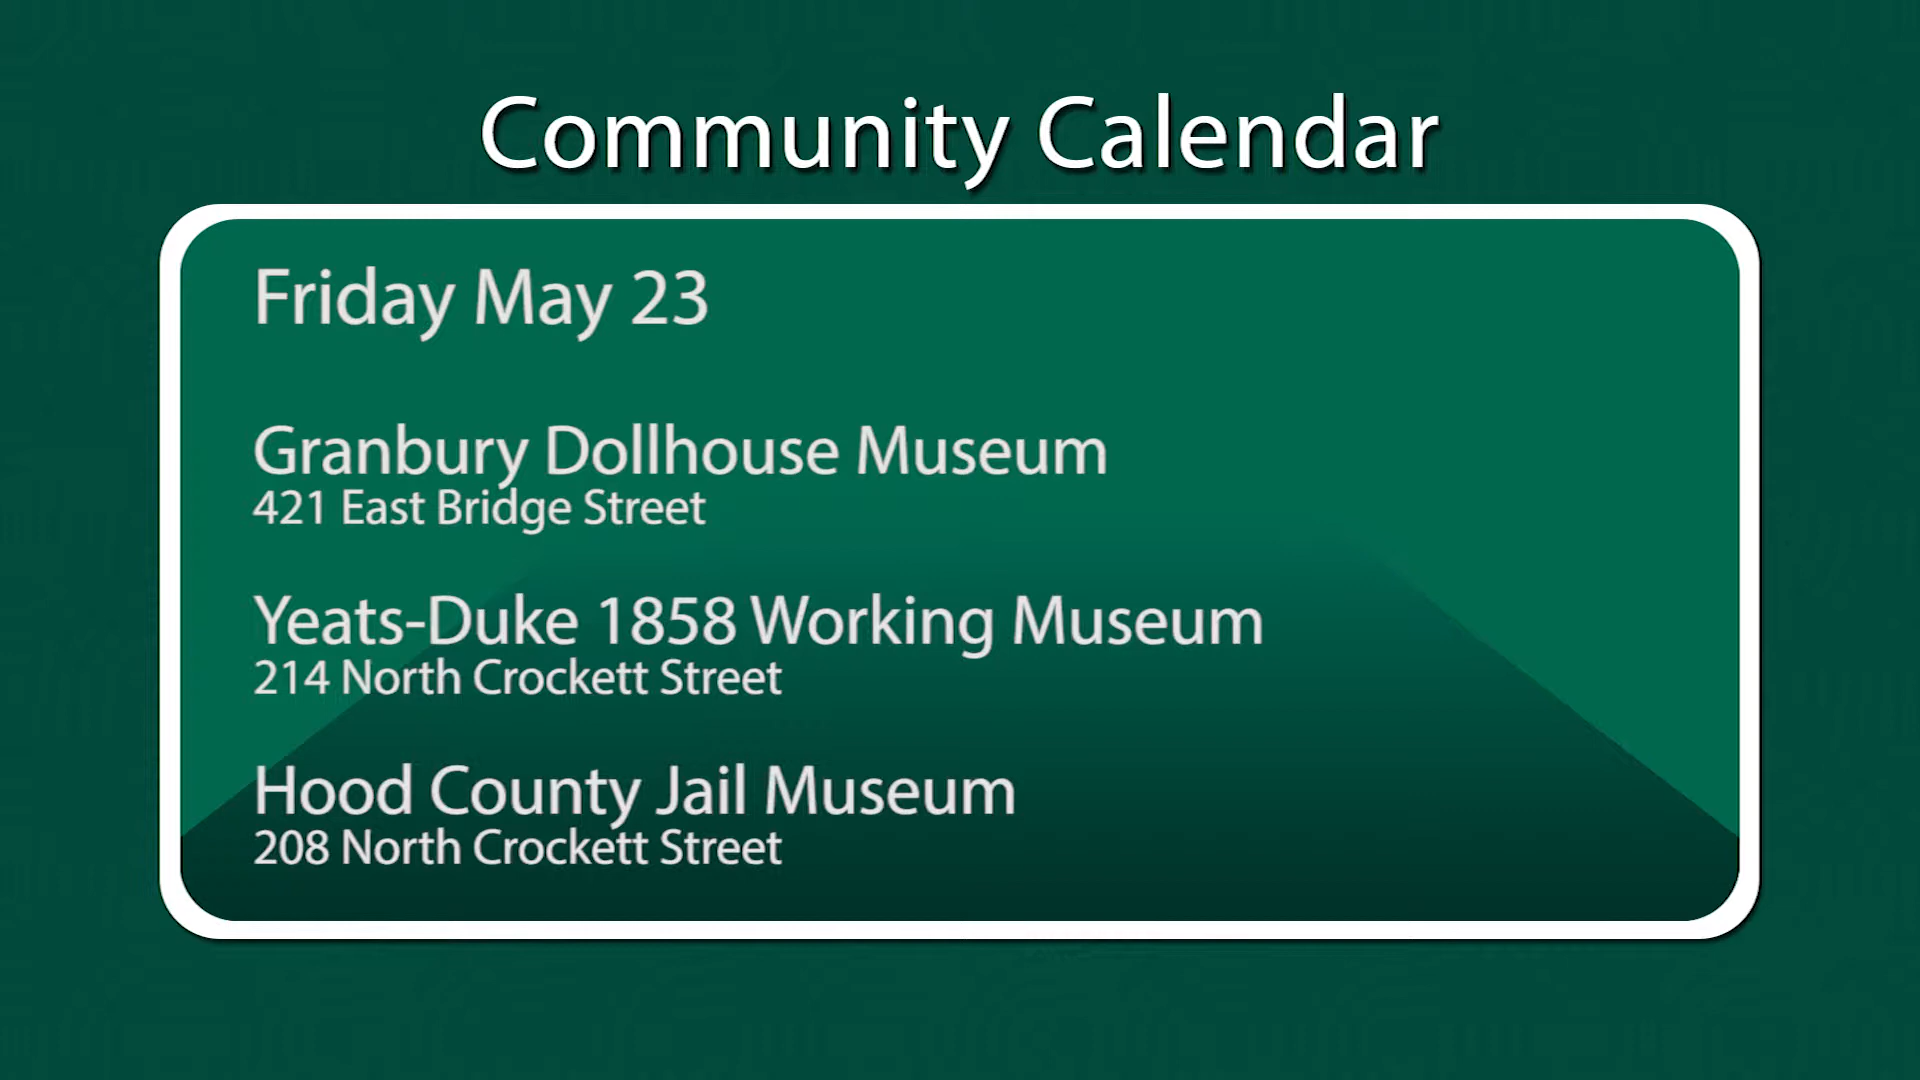 Community Calendar
Friday May 23
Granbury Dollhouse Museum
421 East Bridge Street
Yeats-Duke 1858 Working Museum
214 North Crockett Street
Hood County Jail Museum
208 North Crockett Street